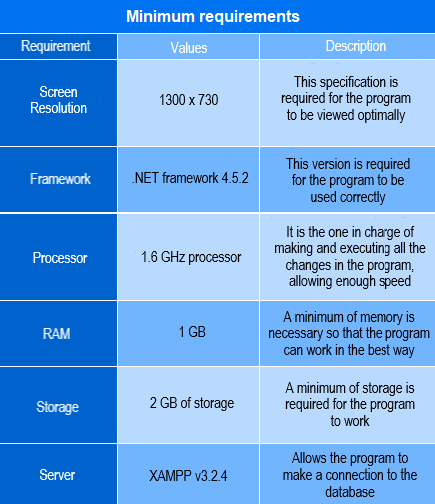 Minimum requirements
Requirement
Values
Description
Screen
Resolution
1300 x 730
This specification is
required for the program
to be viewed optimally
Framework
.NET framework 4.5.2
This version is required
for the program to be
used correctly
Processor
1.6 GHz processor
It is the one in charge of
making and executing all the
changes in the program,
allowing enough speed
RAM
1 GB
A minimum of memory is
necessary so that the program
can work in the best way
Storage
2 GB of storage
A minimum of storage is
required for the program
to work
Server
XAMPP v3.2.4
Allows the program to
make a connection to the
database